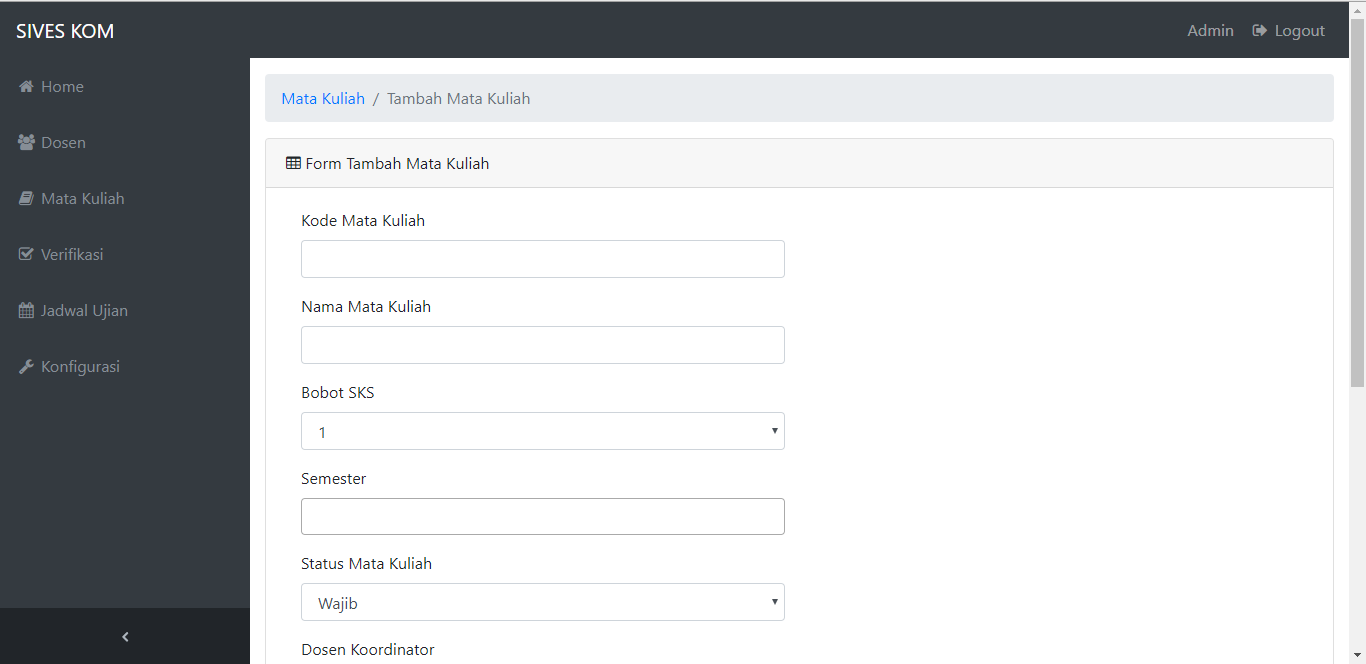 SIVES KOM
Admin Logout
Home
Dosen
Mata Kuliah
Verifikasi
Jadwal Ujian
Konfigurasi
Mata Kuliah / Tambah Mata Kuliah
Form Tambah Mata Kuliah
Kode Mata Kuliah
Nama Mata Kuliah
Bobot SKS
1
Semester
Status Mata Kuliah
Wajib
Dosen Koordinator